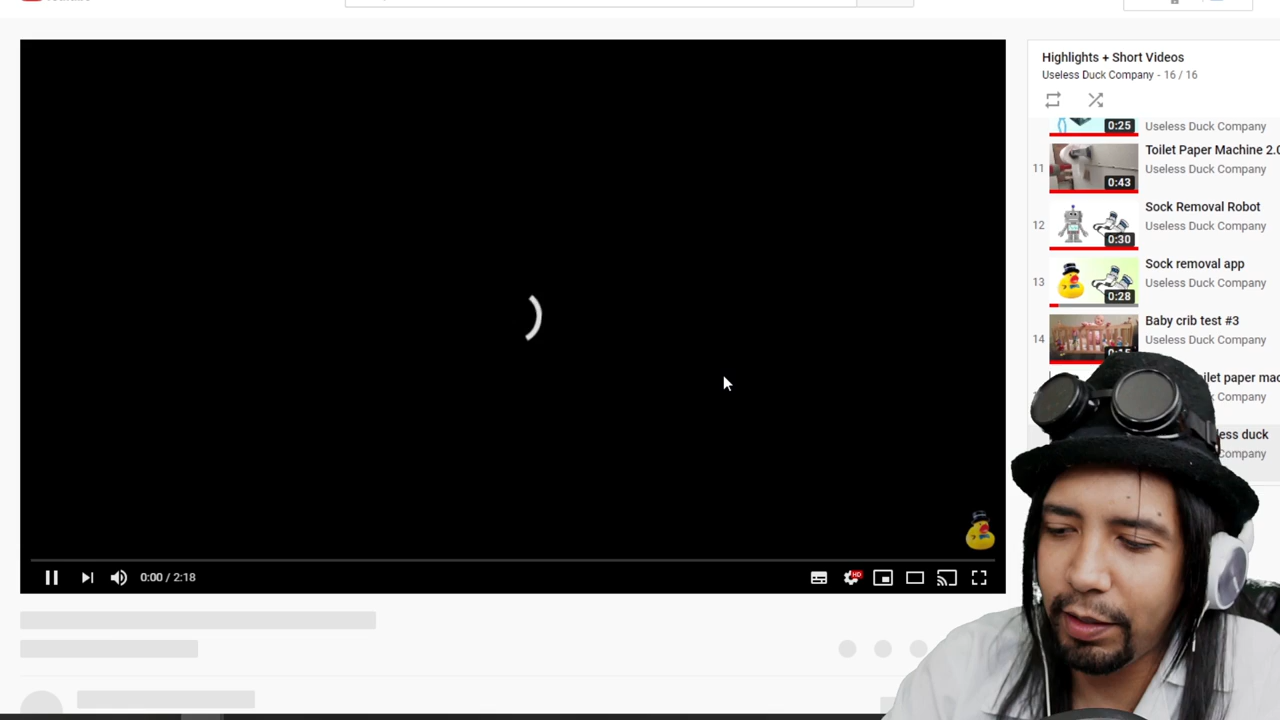 Highlights + Short Videos
Useless Duck Company - 16 / 16
0:25
Useless Duck Company
11
0:43
Toilet Paper Machine 2.0
Useless Duck Company
12
0:30
Sock Removal Robot
Useless Duck Company
13
0:28
Sock removal app
Useless Duck Company
14
Baby crib test #3
Useless Duck Company
mac
Company
duck
Company
0:00 / 2:18
HD